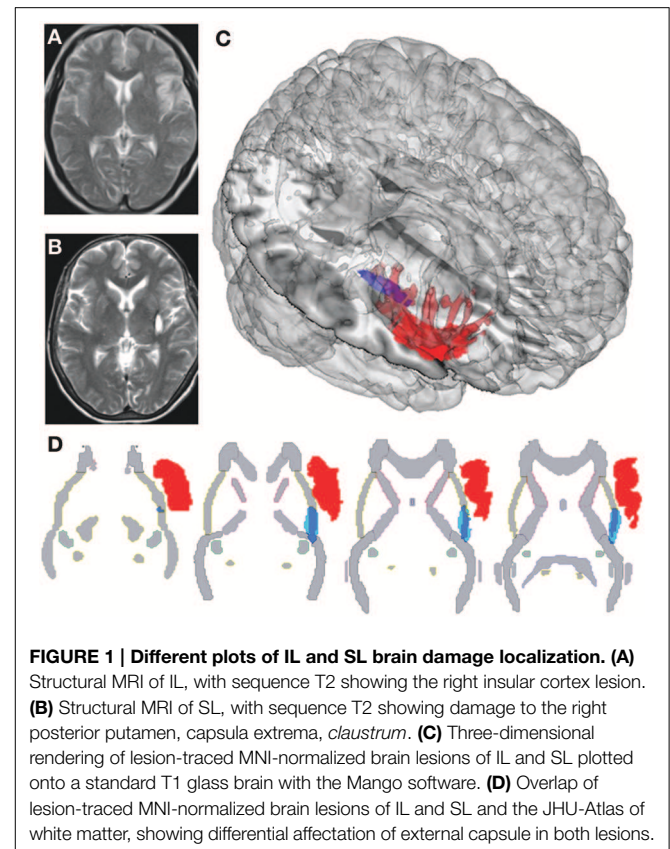 A
C
B
D
FIGURE 1 | Different plots of IL and SL brain damage localization. (A)
Structural MRI of IL, with sequence T2 showing the right insular cortex lesion.
(B) Structural MRI of SL, with sequence T2 showing damage to the right
posterior putamen, capsula extrema, claustrum. (C) Three-dimensional
rendering of lesion-traced MNI-normalized brain lesions of IL and SL plotted
onto a standard T1 glass brain with the Mango software. (D) Overlap of
lesion-traced MNI-normalized brain lesions of IL and SL and the JHU-Atlas of
white matter, showing differential affectation of external capsule in both lesions.